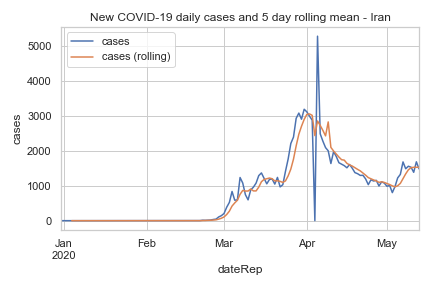 New COVID-19 daily cases and 5 day rolling mean - Iran
cases
cases (rolling)
5000
4000
3000
2000
1000
0
cases
Jan
2020
Feb
Mar
Apr
May
dateRep